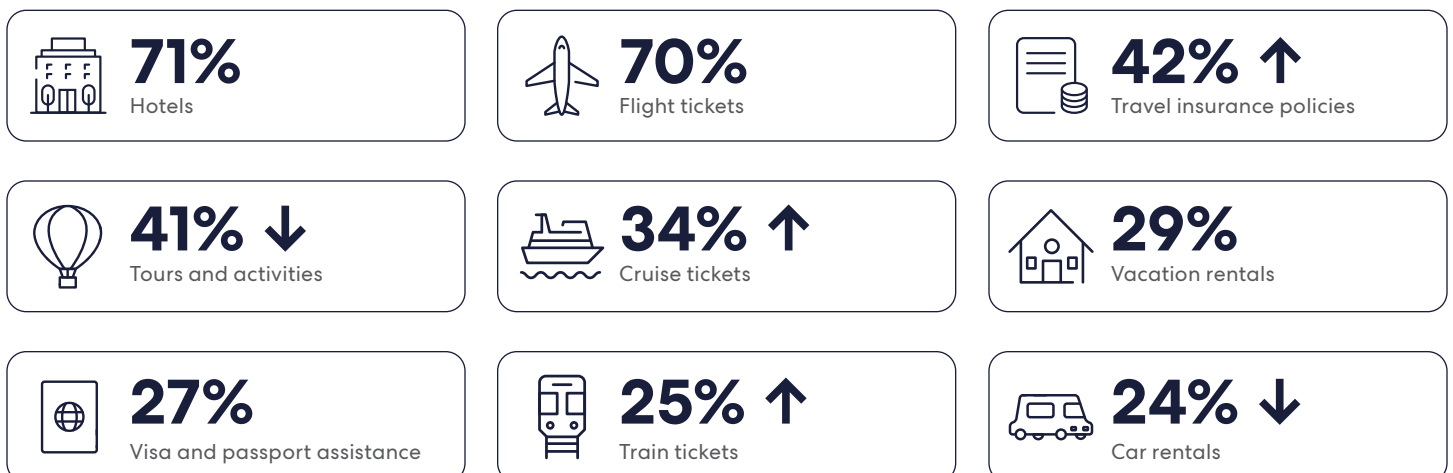 71%
Hotels
70%
Flight tickets
42% ↑
Travel insurance policies
41% ↓
Tours and activities
34% ↑
Cruise tickets
29%
Vacation rentals
27%
Visa and passport assistance
25% ↑
Train tickets
24% ↓
Car rentals